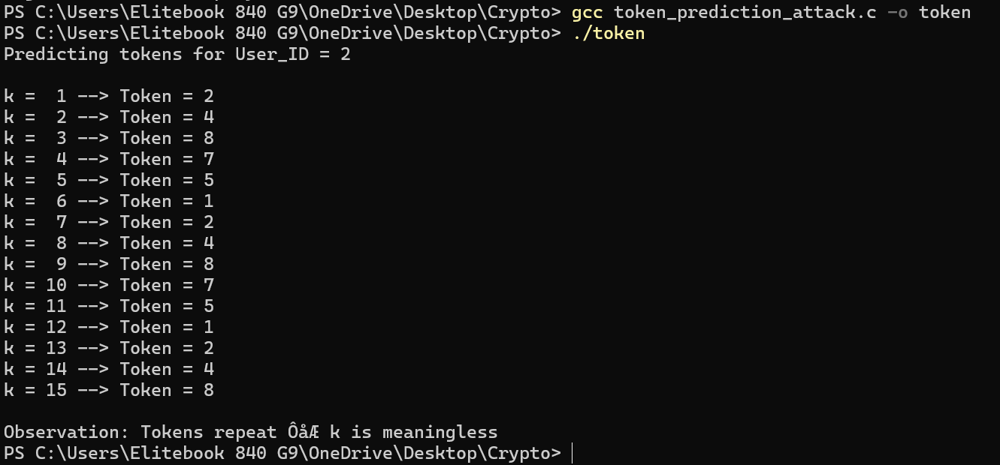 PS C:\Users\Elitebook 840 G9\OneDrive\Desktop\Crypto> gcc token_prediction_attack.c -o token
PS C:\Users\Elitebook 840 G9\OneDrive\Desktop\Crypto> ./token
Predicting tokens for User_ID = 2
k =  1 --> Token = 2
k =  2 --> Token = 4
k =  3 --> Token = 8
k =  4 --> Token = 7
k =  5 --> Token = 5
k =  6 --> Token = 1
k =  7 --> Token = 2
k =  8 --> Token = 4
k =  9 --> Token = 8
k = 10 --> Token = 7
k = 11 --> Token = 5
k = 12 --> Token = 1
k = 13 --> Token = 2
k = 14 --> Token = 4
k = 15 --> Token = 8
Observation: Tokens repeat ÔåÆ k is meaningless
PS C:\Users\Elitebook 840 G9\OneDrive\Desktop\Crypto>